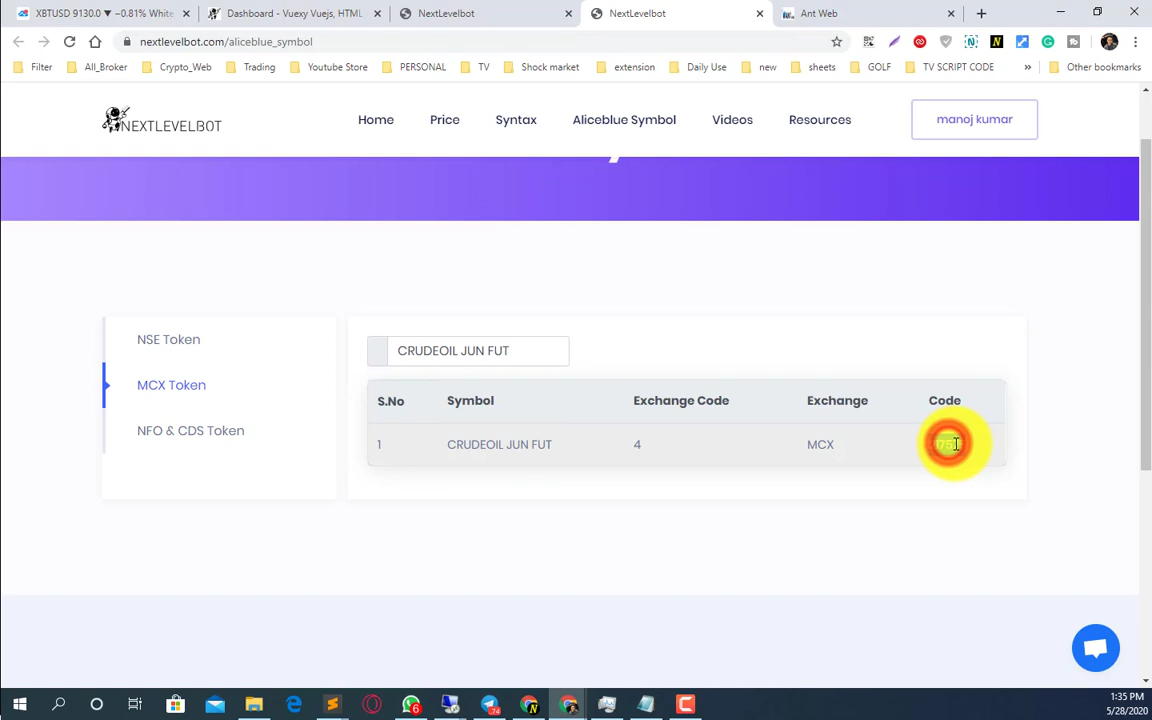 XBTUSD 9130.0 ▼ −0.81% White
Dashboard - Vuexy Vuejs, HTML
NextLevelbot
NextLevelbot
Ant Web
nextlevelbot.com/aliceblue_symbol
Filter
All_Broker
Crypto_Web
Trading
Youtube Store
PERSONAL
TV
Shock market
extension
Daily Use
new
sheets
GOLF
TV SCRIPT CODE
»
Other bookmarks
NEXTLEVELBOT
Home
Price
Syntax
Aliceblue Symbol
Videos
Resources
manoj kumar
NSE Token
MCX Token
NFO & CDS Token
CRUDEOIL JUN FUT
S.No Symbol Exchange Code Exchange Code
1 CRUDEOIL JUN FUT 4 MCX
6
74
1:35 PM
5/28/2020